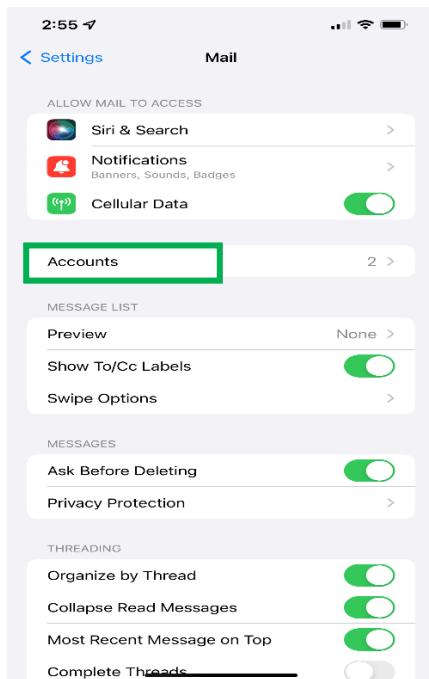 2:55
Settings
Mail
ALLOW MAIL TO ACCESS
Siri & Search
Notifications
Banners, Sounds, Badges
Cellular Data
Accounts 2
MESSAGE LIST
Preview None
Show To/Cc Labels
Swipe Options
MESSAGES
Ask Before Deleting
Privacy Protection
THREADING
Organize by Thread
Collapse Read Messages
Most Recent Message on Top
Complete Threads